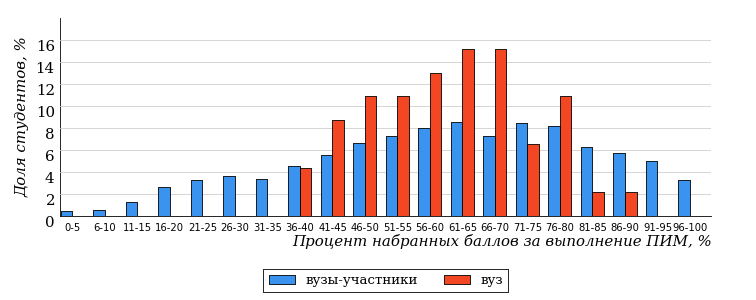 Доля студентов, %
16
14
12
10
8
6
4
2
0
0-5 6-10 11-15 16-20 21-25 26-30 31-35 36-40 41-45 46-50 51-55 56-60 61-65 66-70 71-75 76-80 81-85 86-90 91-95 96-100
Процент набранных баллов за выполнение ПИМ, %
вузы-участники вуз